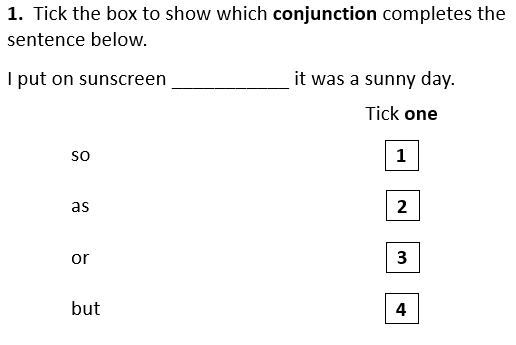 1. Tick the box to show which conjunction completes the
sentence below.
I put on sunscreen ___________ it was a sunny day.
Tick one
so 1
as 2
or 3
but 4